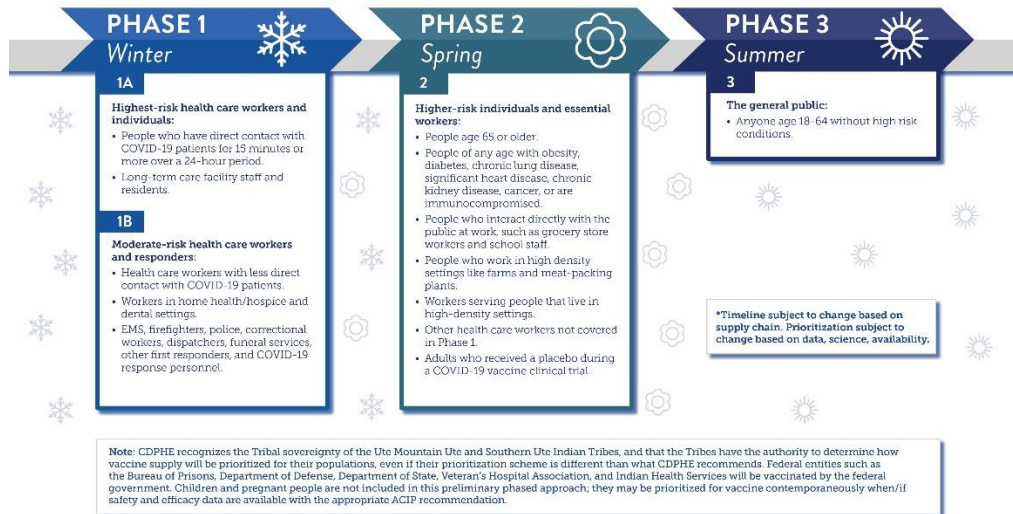 PHASE 1
Winter
1A
Highest-risk health care workers and
individuals:
• People who have direct contact with
COVID-19 patients for 15 minutes or
more over a 24-hour period.
• Long-term care facility staff and
residents.
1B
Moderate-risk health care workers
and responders:
• Health care workers with less direct
contact with COVID-19 patients.
• Workers in home health/hospice and
dental settings.
• EMS, firefighters, police, correctional
workers, dispatchers, funeral services,
other first responders, and COVID-19
response personnel.
PHASE 2
Spring
2
Higher-risk individuals and essential
workers:
• People age 65 or older.
• People of any age with obesity,
diabetes, chronic lung disease,
significant heart disease, chronic
kidney disease, cancer, or are
immunocompromised.
• People who interact directly with the
public at work, such as grocery store
workers and school staff.
• People who work in high density
settings like farms and meat-packing
plants.
• Workers serving people that live in
high-density settings.
• Other health care workers not covered
in Phase 1.
• Adults who received a placebo during
a COVID-19 vaccine clinical trial.
PHASE 3
Summer
3
The general public:
• Anyone age 18-64 without high risk
conditions.
*Timeline subject to change based on
supply chain. Prioritization subject to
change based on data, science, availability.
Note: CDPHE recognizes the Tribal sovereignty of the Ute Mountain Ute and Southern Ute Indian Tribes, and that the Tribes have the authority to determine how
vaccine supply will be prioritized for their populations, even if their prioritization scheme is different than what CDPHE recommends. Federal entities such as
the Bureau of Prisons, Department of Defense, Department of State, Veteran's Hospital Association, and Indian Health Services will be vaccinated by the federal
government. Children and pregnant people are not included in this preliminary phased approach; they may be prioritized for vaccine contemporaneously when/if
safety and efficacy data are available with the appropriate ACIP recommendation.